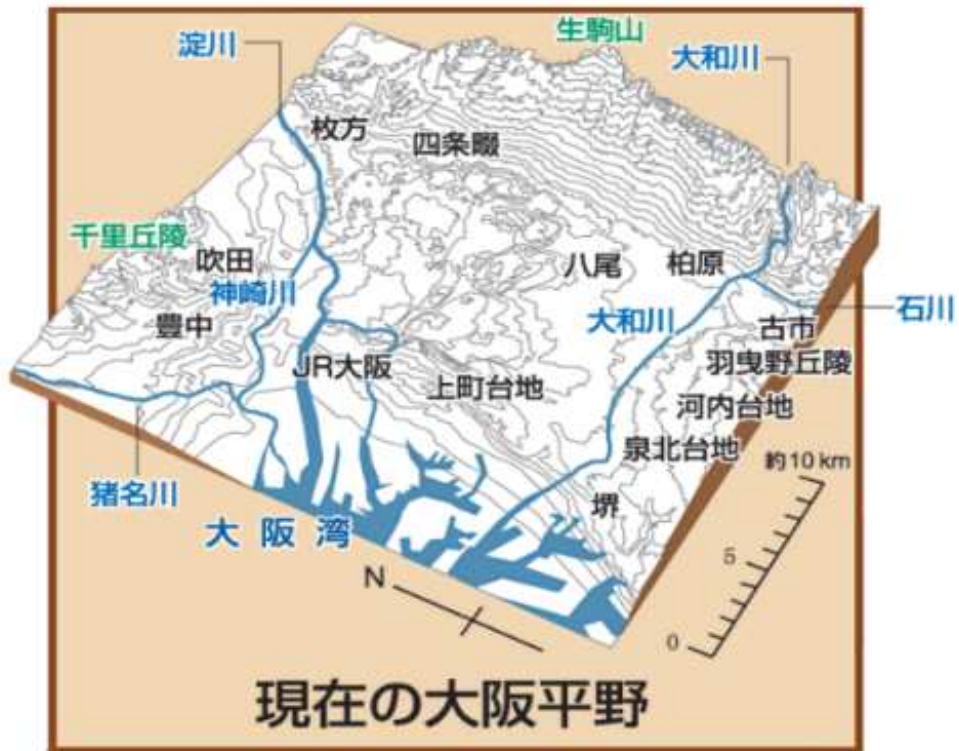 生駒山
淀川
大和川
枚方
四条畷
千里丘陵
吹田
八尾
柏原
神崎川
大和川
石川
豊中
古市
JR大阪
上町台地
羽曳野丘陵
河内台地
泉北台地
約10km
猪名川
堺
大阪湾
5
N
0
現在の大阪平野